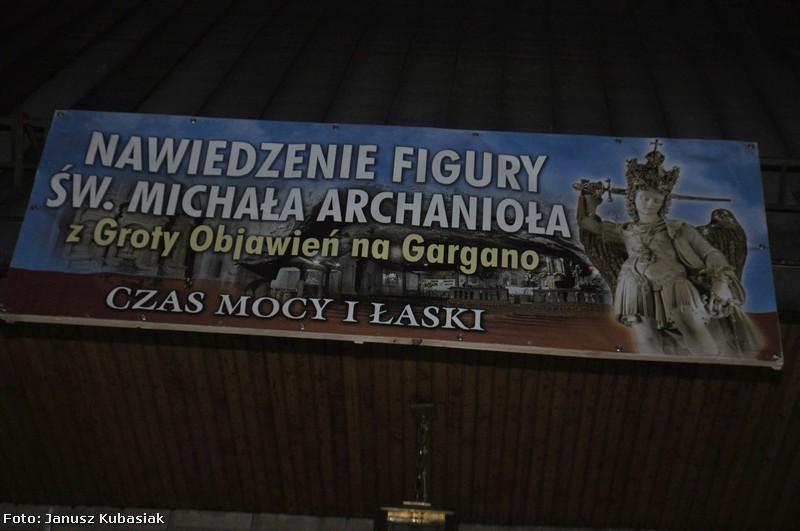 NAWIEDZENIE FIGURY
ŚW. MICHAŁA ARCHANIOŁA
z Groty Objawień na Gargano
CZAS MOCY I ŁASKI
Foto: Janusz Kubasiak